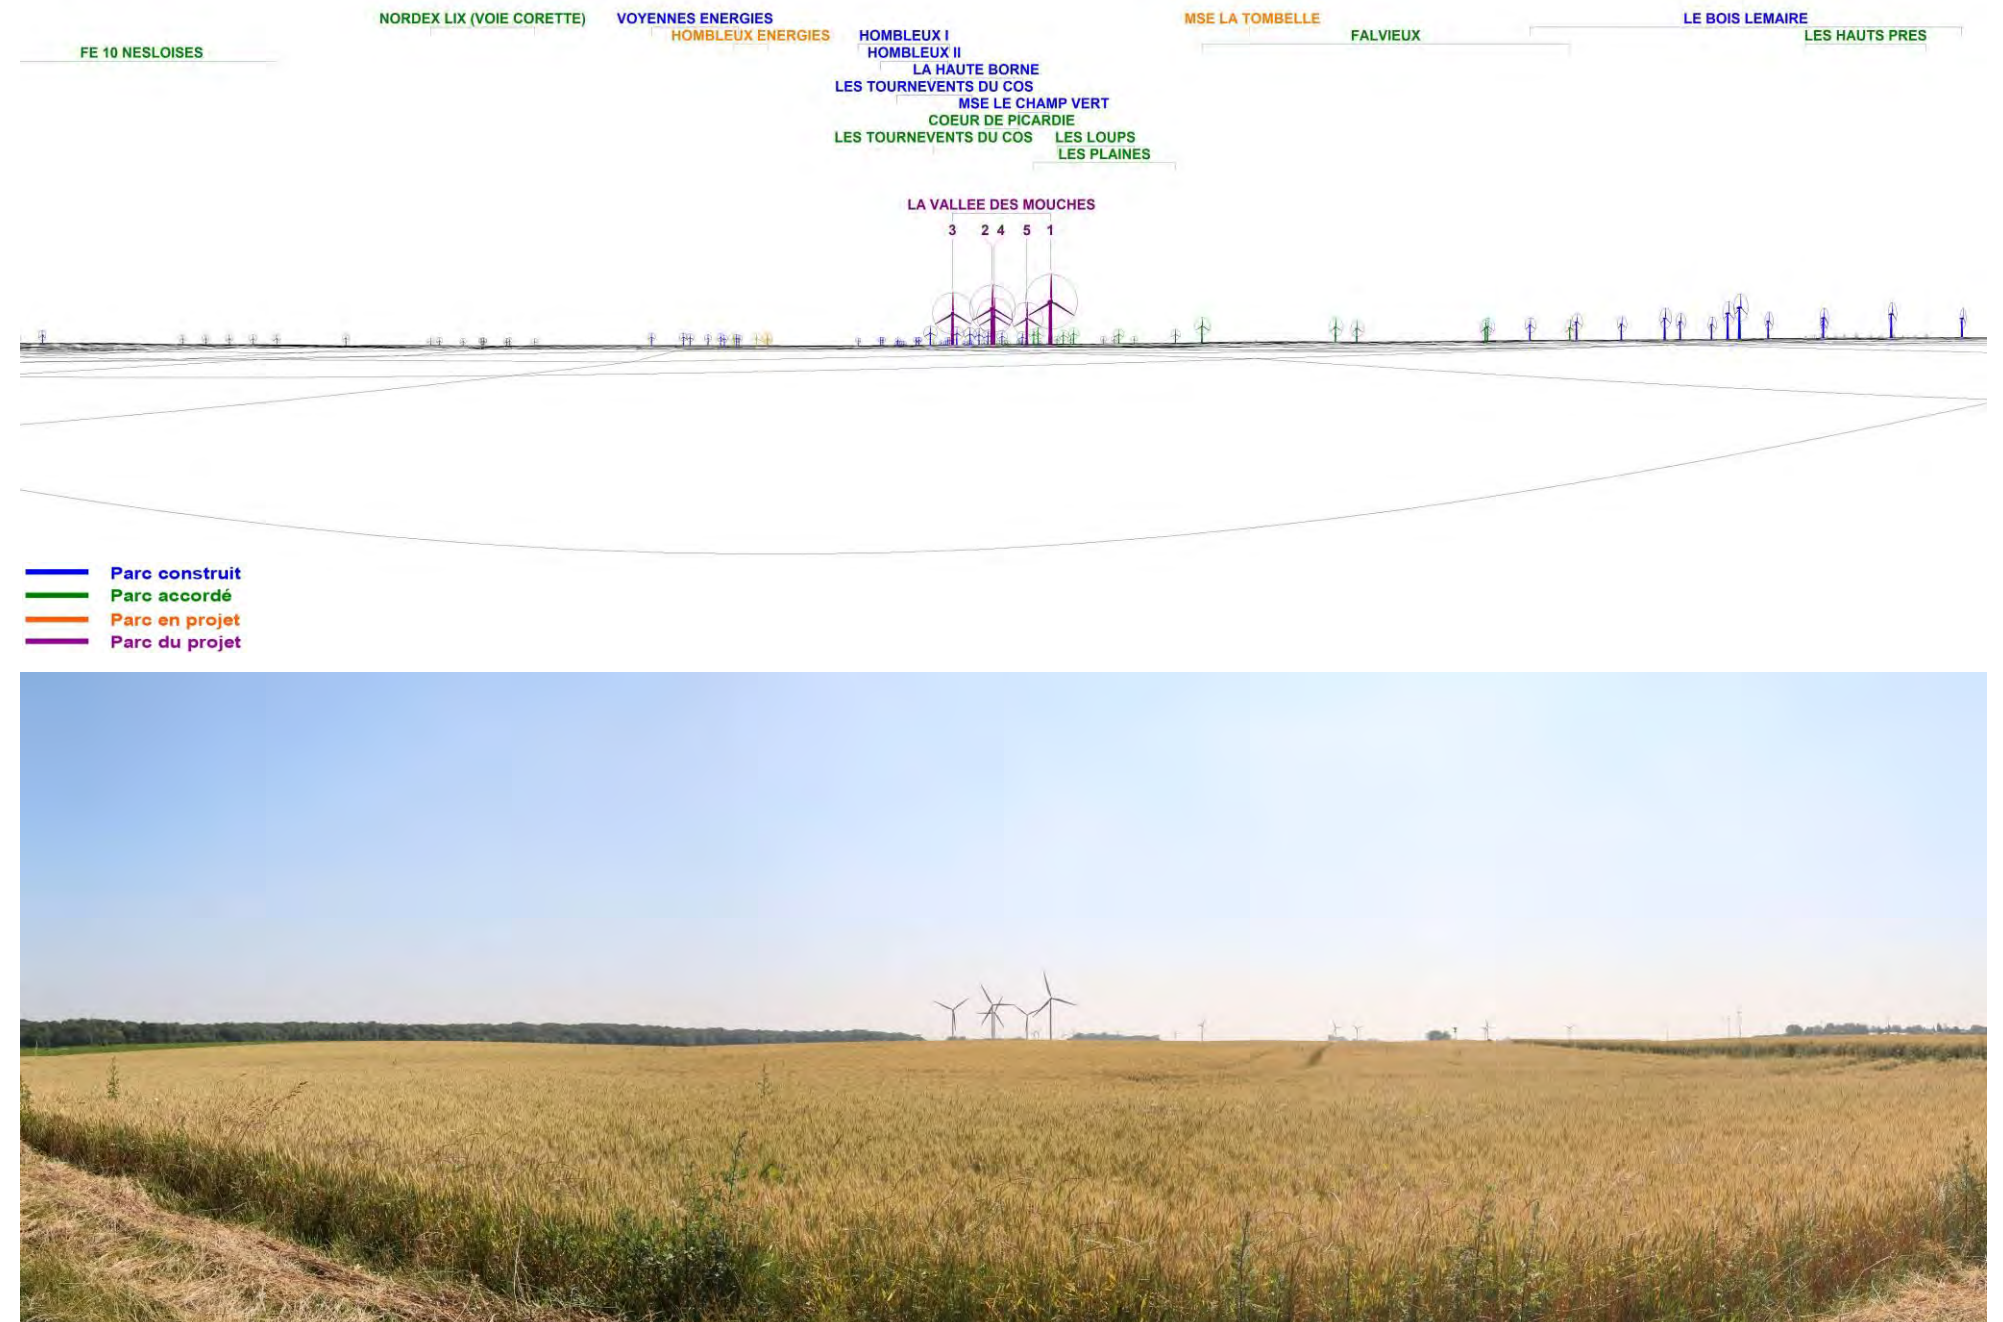 NORDEX LIX (VOIE CORETTE) VOYENNES ENERGIES MSE LA TOMBELLE LE BOIS LEMAIRE
HOMBLEUX ENERGIES HOMBLEUX I FALVIEUX LES HAUTS PRES
FE 10 NESLOISES HOMBLEUX II
LA HAUTE BORNE
LES TOURNEVENTS DU COS
MSE LE CHAMP VERT
COEUR DE PICARDIE
LES TOURNEVENTS DU COS LES LOUPS
LES PLAINES
LA VALLEE DES MOUCHES
3 2 4 5 1
Parc construit
Parc accordé
Parc en projet
Parc du projet